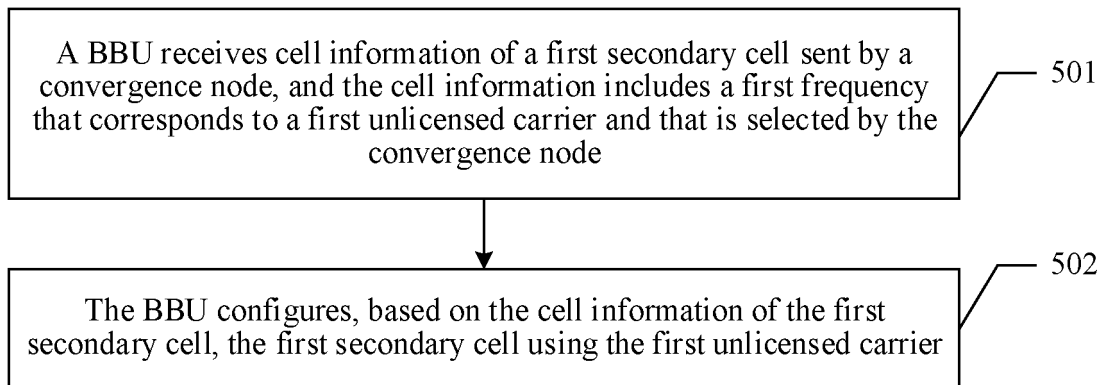 A BBU receives cell information of a first secondary cell sent by a
convergence node, and the cell information includes a first frequency
that corresponds to a first unlicensed carrier and that is selected by the
convergence node
501
The BBU configures, based on the cell information of the first
secondary cell, the first secondary cell using the first unlicensed carrier
502